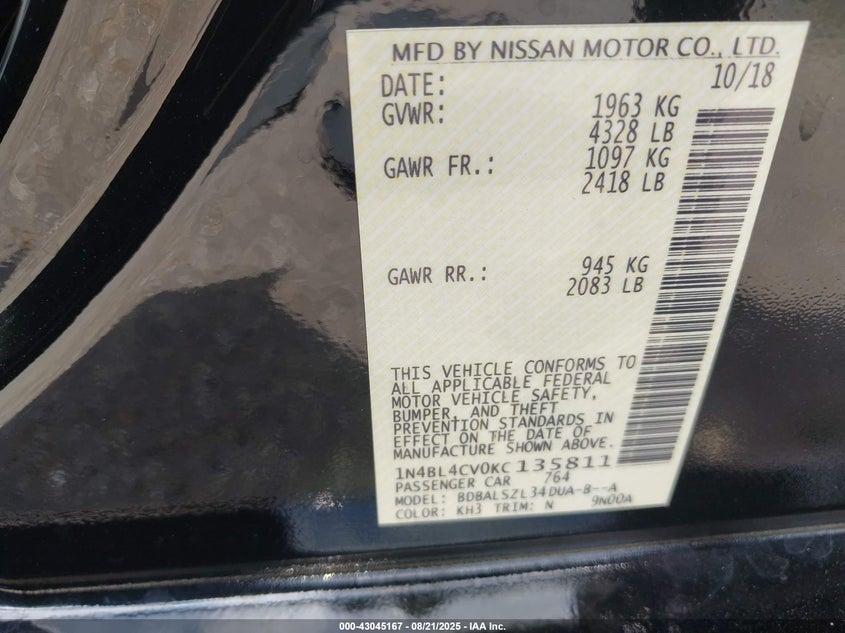 MFD BY NISSAN MOTOR CO., LTD.
DATE: 10/18
GVWR: 1963 KG
4328 LB
GAWR FR.: 1097 KG
2418 LB
GAWR RR.: 945 KG
2083 LB
THIS VEHICLE CONFORMS TO
ALL APPLICABLE FEDERAL
MOTOR VEHICLE SAFETY,
BUMPER, AND THEFT
PREVENTION STANDARDS IN
EFFECT ON THE DATE OF
MANUFACTURE SHOWN ABOVE.
1N4BL4CV0KC135811
PASSENGER CAR 764
MODEL: BDBALSZL34DUA-B--A
COLOR: KH3 TRIM: N 9N00A
000-43045167 - 08/21/2025 - IAA Inc.